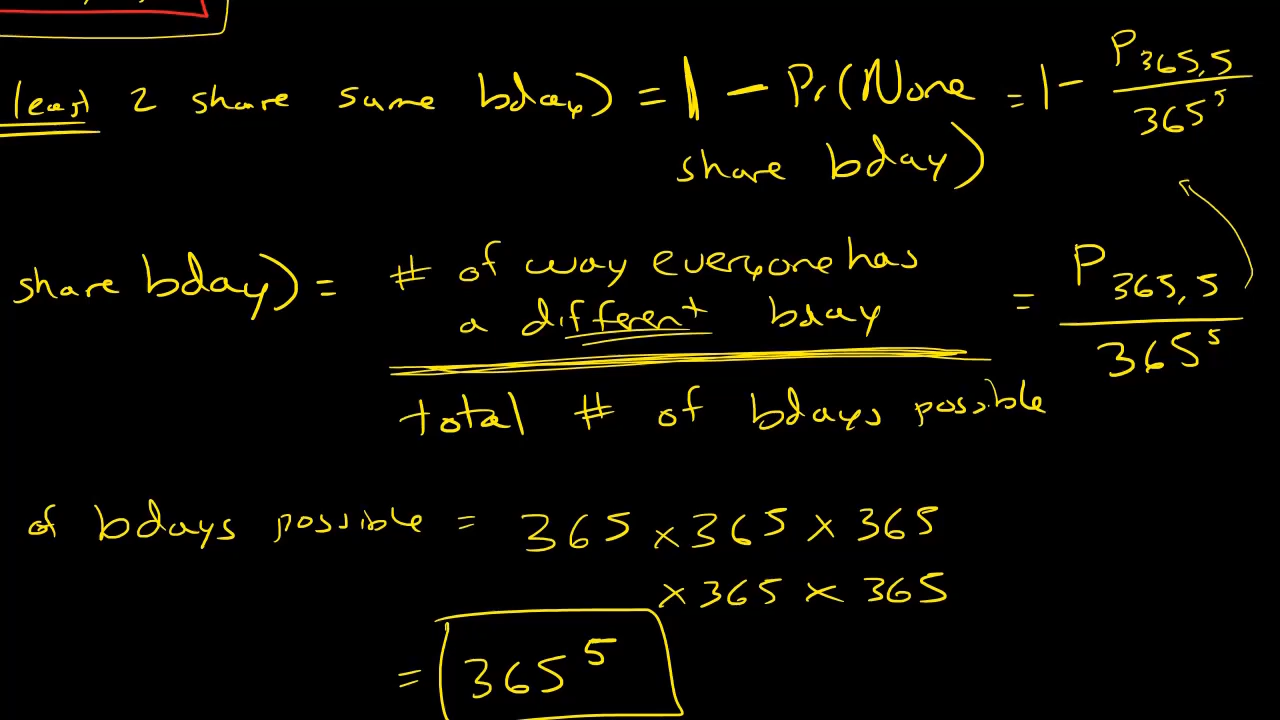 least 2 share same bday) = 1 - Pr(None share bday) = 1 - P365,5 / 365^5
share bday) = # of way everyone has a different bday / total # of bdays possible = P365,5 / 365^5
of bdays possible = 365 x 365 x 365
x 365 x 365
= 365^5